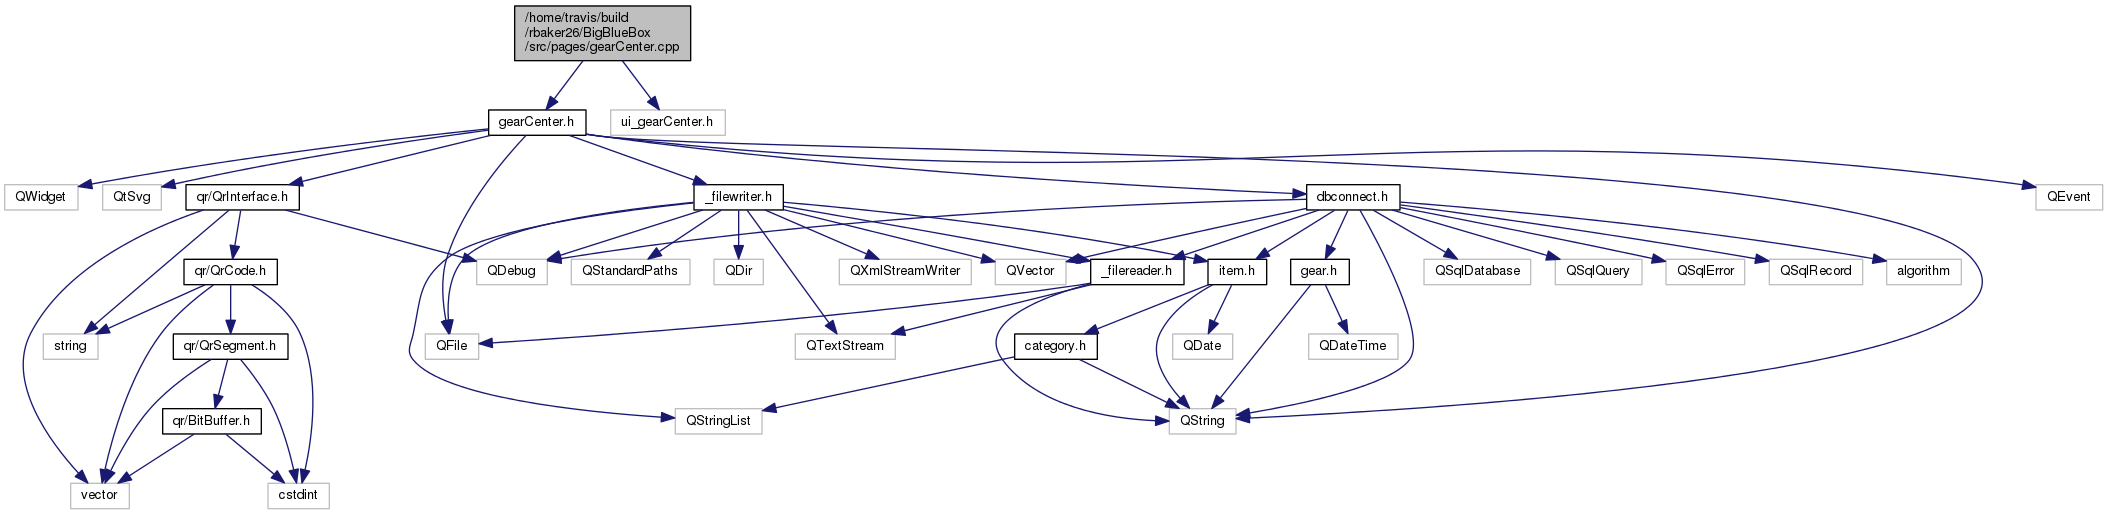 /home/travis/build
/rbaker26/BigBlueBox
/src/pages/gearCenter.cpp
gearCenter.h
ui_gearCenter.h
QWidget
QtSvg
qr/QrInterface.h
_filewriter.h
dbconnect.h
QEvent
qr/QrCode.h
QDebug
QStandardPaths
QDir
QXmlStreamWriter
QVector
_filereader.h
item.h
gear.h
QSqlDatabase
QSqlQuery
QSqlError
QSqlRecord
algorithm
string
qr/QrSegment.h
QFile
QTextStream
category.h
QDate
QDateTime
qr/BitBuffer.h
QStringList
QString
vector
cstdint